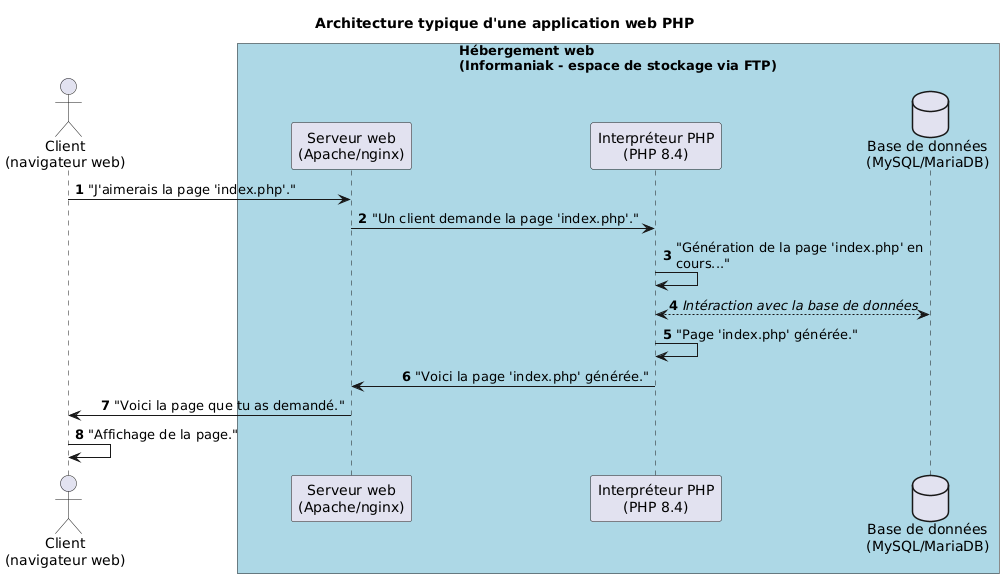 Architecture typique d'une application web PHP
Hébergement web
(Informaniak - espace de stockage via FTP)
Client
(navigateur web)
Serveur web
(Apache/nginx)
Interpréteur PHP
(PHP 8.4)
Base de données
(MySQL/MariaDB)
1 "J'aimerais la page 'index.php'."
2 "Un client demande la page 'index.php'."
3 "Génération de la page 'index.php' en
cours..."
4 Intéraction avec la base de données
5 "Page 'index.php' générée."
6 "Voici la page 'index.php' générée."
7 "Voici la page que tu as demandé."
8 "Affichage de la page."
Client
(navigateur web)
Serveur web
(Apache/nginx)
Interpréteur PHP
(PHP 8.4)
Base de données
(MySQL/MariaDB)